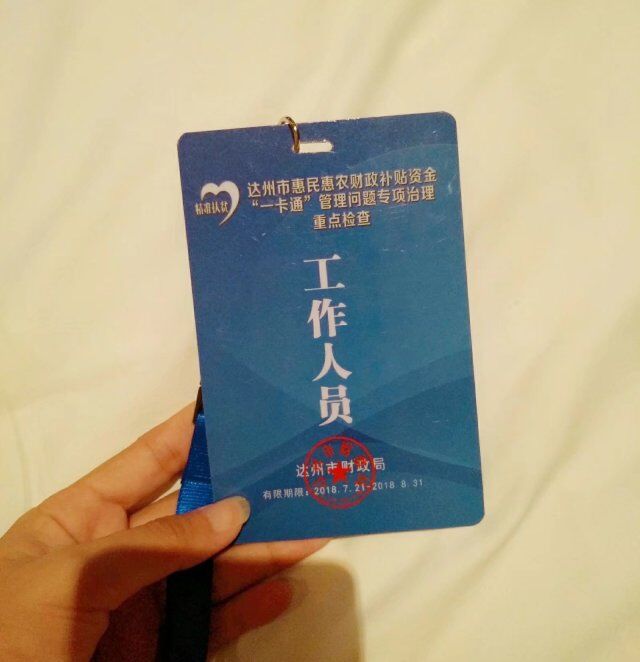 精准扶贫
达州市惠民惠农财政补贴资金
“一卡通”管理问题专项治理
重点检查
工作人员
达州市财政局
有限期限：2018.7.21-2018 8.31